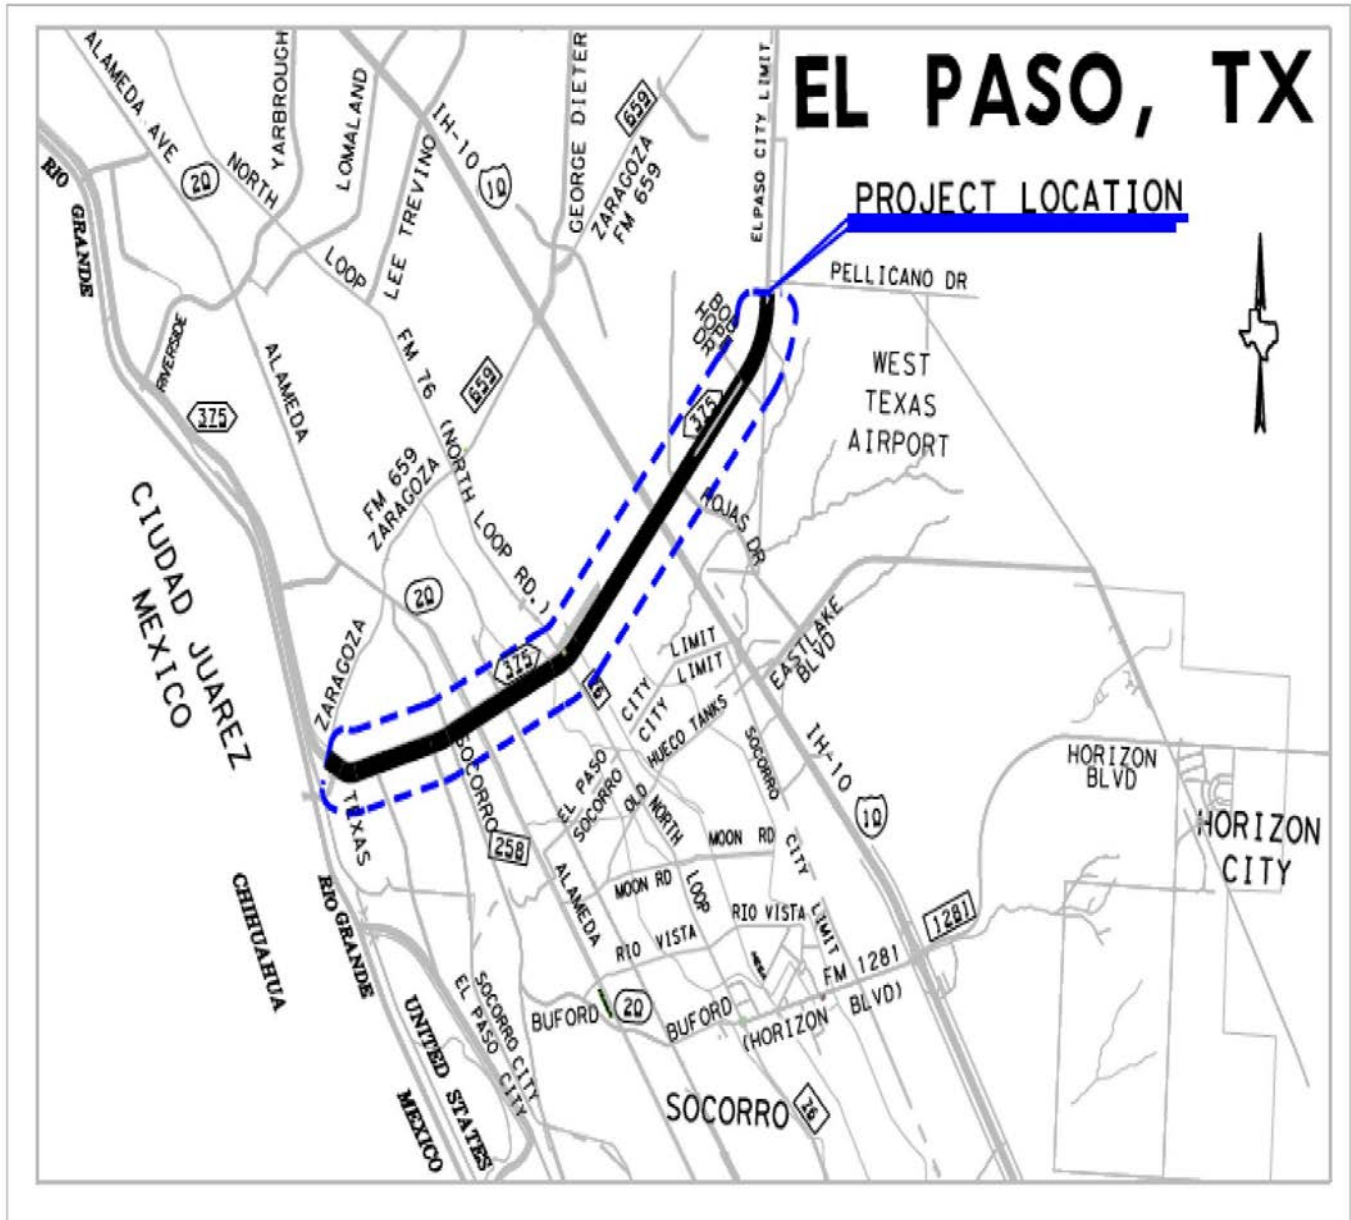 EL PASO, TX
PROJECT LOCATION
ALAMEDA AVE
20
NORTH
YARBROUGH
LOMALAND
LEE TREVINO
IH-10
10
GEORGE DIETER
659
ZARAGOZA
FM 659
ELPASO CITY LIMIT
RIO
GRANDE
LOOP
PELLICANO DR
BOB
HOPE
DR
RIVERSIDE
ALAMEDA
FM 76 (NORTH LOOP RD.)
659
WEST
TEXAS
AIRPORT
375
375
FM 659
ZARAGOZA
ROJAS DR
CIUDAD JUAREZ
MEXICO
20
ZARAGOZA
375
76
LIMIT
LIMIT
CITY
CITY
EASTLAKE
BLVD
HUECO TANKS
OLD
SOCORRO
IH-10
HORIZON
BLVD
SOCORRO
EL PASO
SOCORRO
NORTH
TEXAS
258
MOON RD
CITY
10
HORIZON
CITY
CHIHUAHUA
RIO GRANDE
ALAMEDA
MOON RD
LOOP
RIO VISTA
LIMIT
1281
RIO VISTA
FM 1281
SOCORRO CITY
EL PASO CITY
UNITED STATES
MEXICO
BUFORD
20
BUFORD
(HORIZON BLVD)
SOCORRO
76